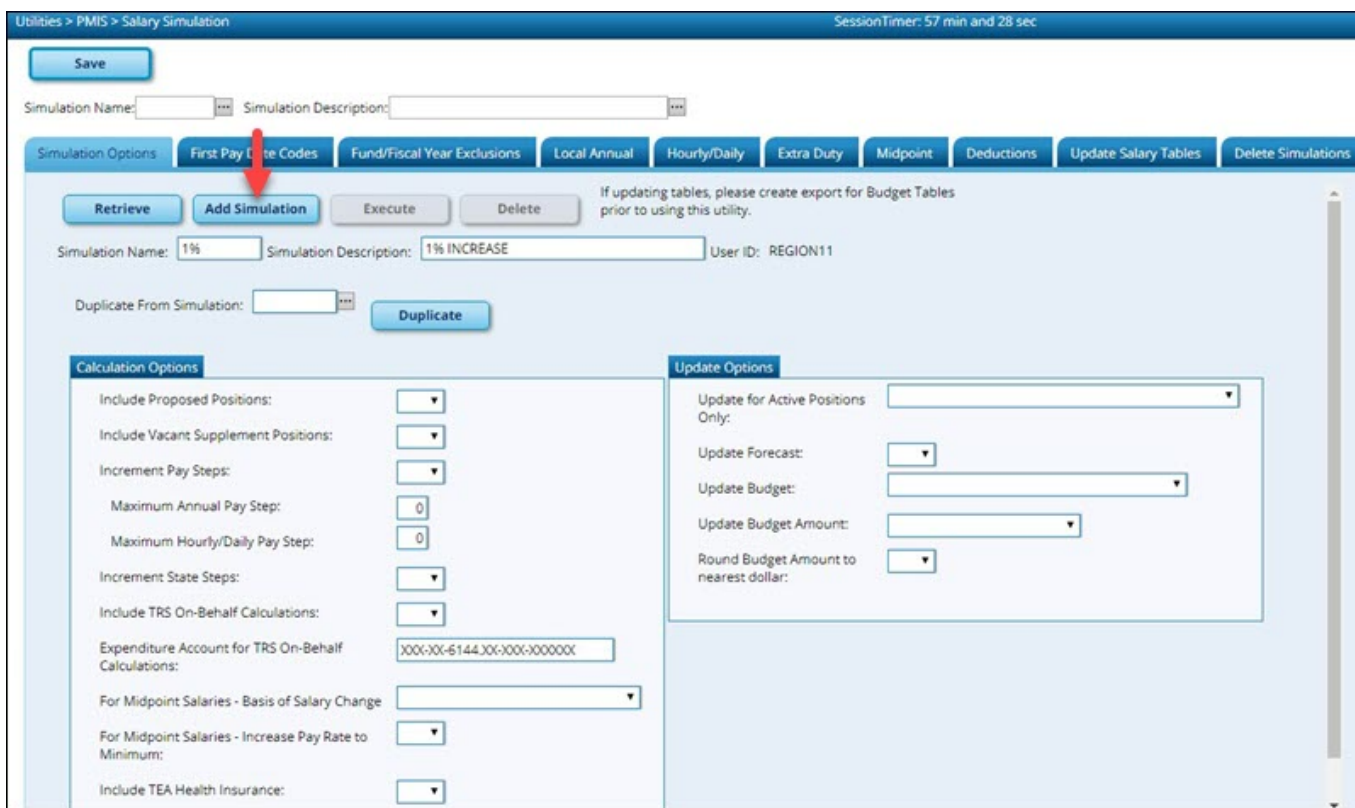 Utilities > PMIS > Salary Simulation SessionTimer: 57 min and 28 sec
Save
Simulation Name: ... Simulation Description: ...
Simulation Options First Pay Date Codes Fund/Fiscal Year Exclusions Local Annual Hourly/Daily Extra Duty Midpoint Deductions Update Salary Tables Delete Simulations
Retrieve Add Simulation Execute Delete If updating tables, please create export for Budget Tables
prior to using this utility.
Simulation Name: 1% Simulation Description: 1% INCREASE User ID: REGION11
Duplicate From Simulation: ... Duplicate
Calculation Options
Include Proposed Positions:
Include Vacant Supplement Positions:
Increment Pay Steps:
Maximum Annual Pay Step: 0
Maximum Hourly/Daily Pay Step: 0
Increment State Steps:
Include TRS On-Behalf Calculations:
Expenditure Account for TRS On-Behalf
Calculations: XXX-XX-6144.XX-XXX-XXXXXX
For Midpoint Salaries - Basis of Salary Change
For Midpoint Salaries - Increase Pay Rate to
Minimum:
Include TEA Health Insurance:
Update Options
Update for Active Positions
Only:
Update Forecast:
Update Budget:
Update Budget Amount:
Round Budget Amount to
nearest dollar: